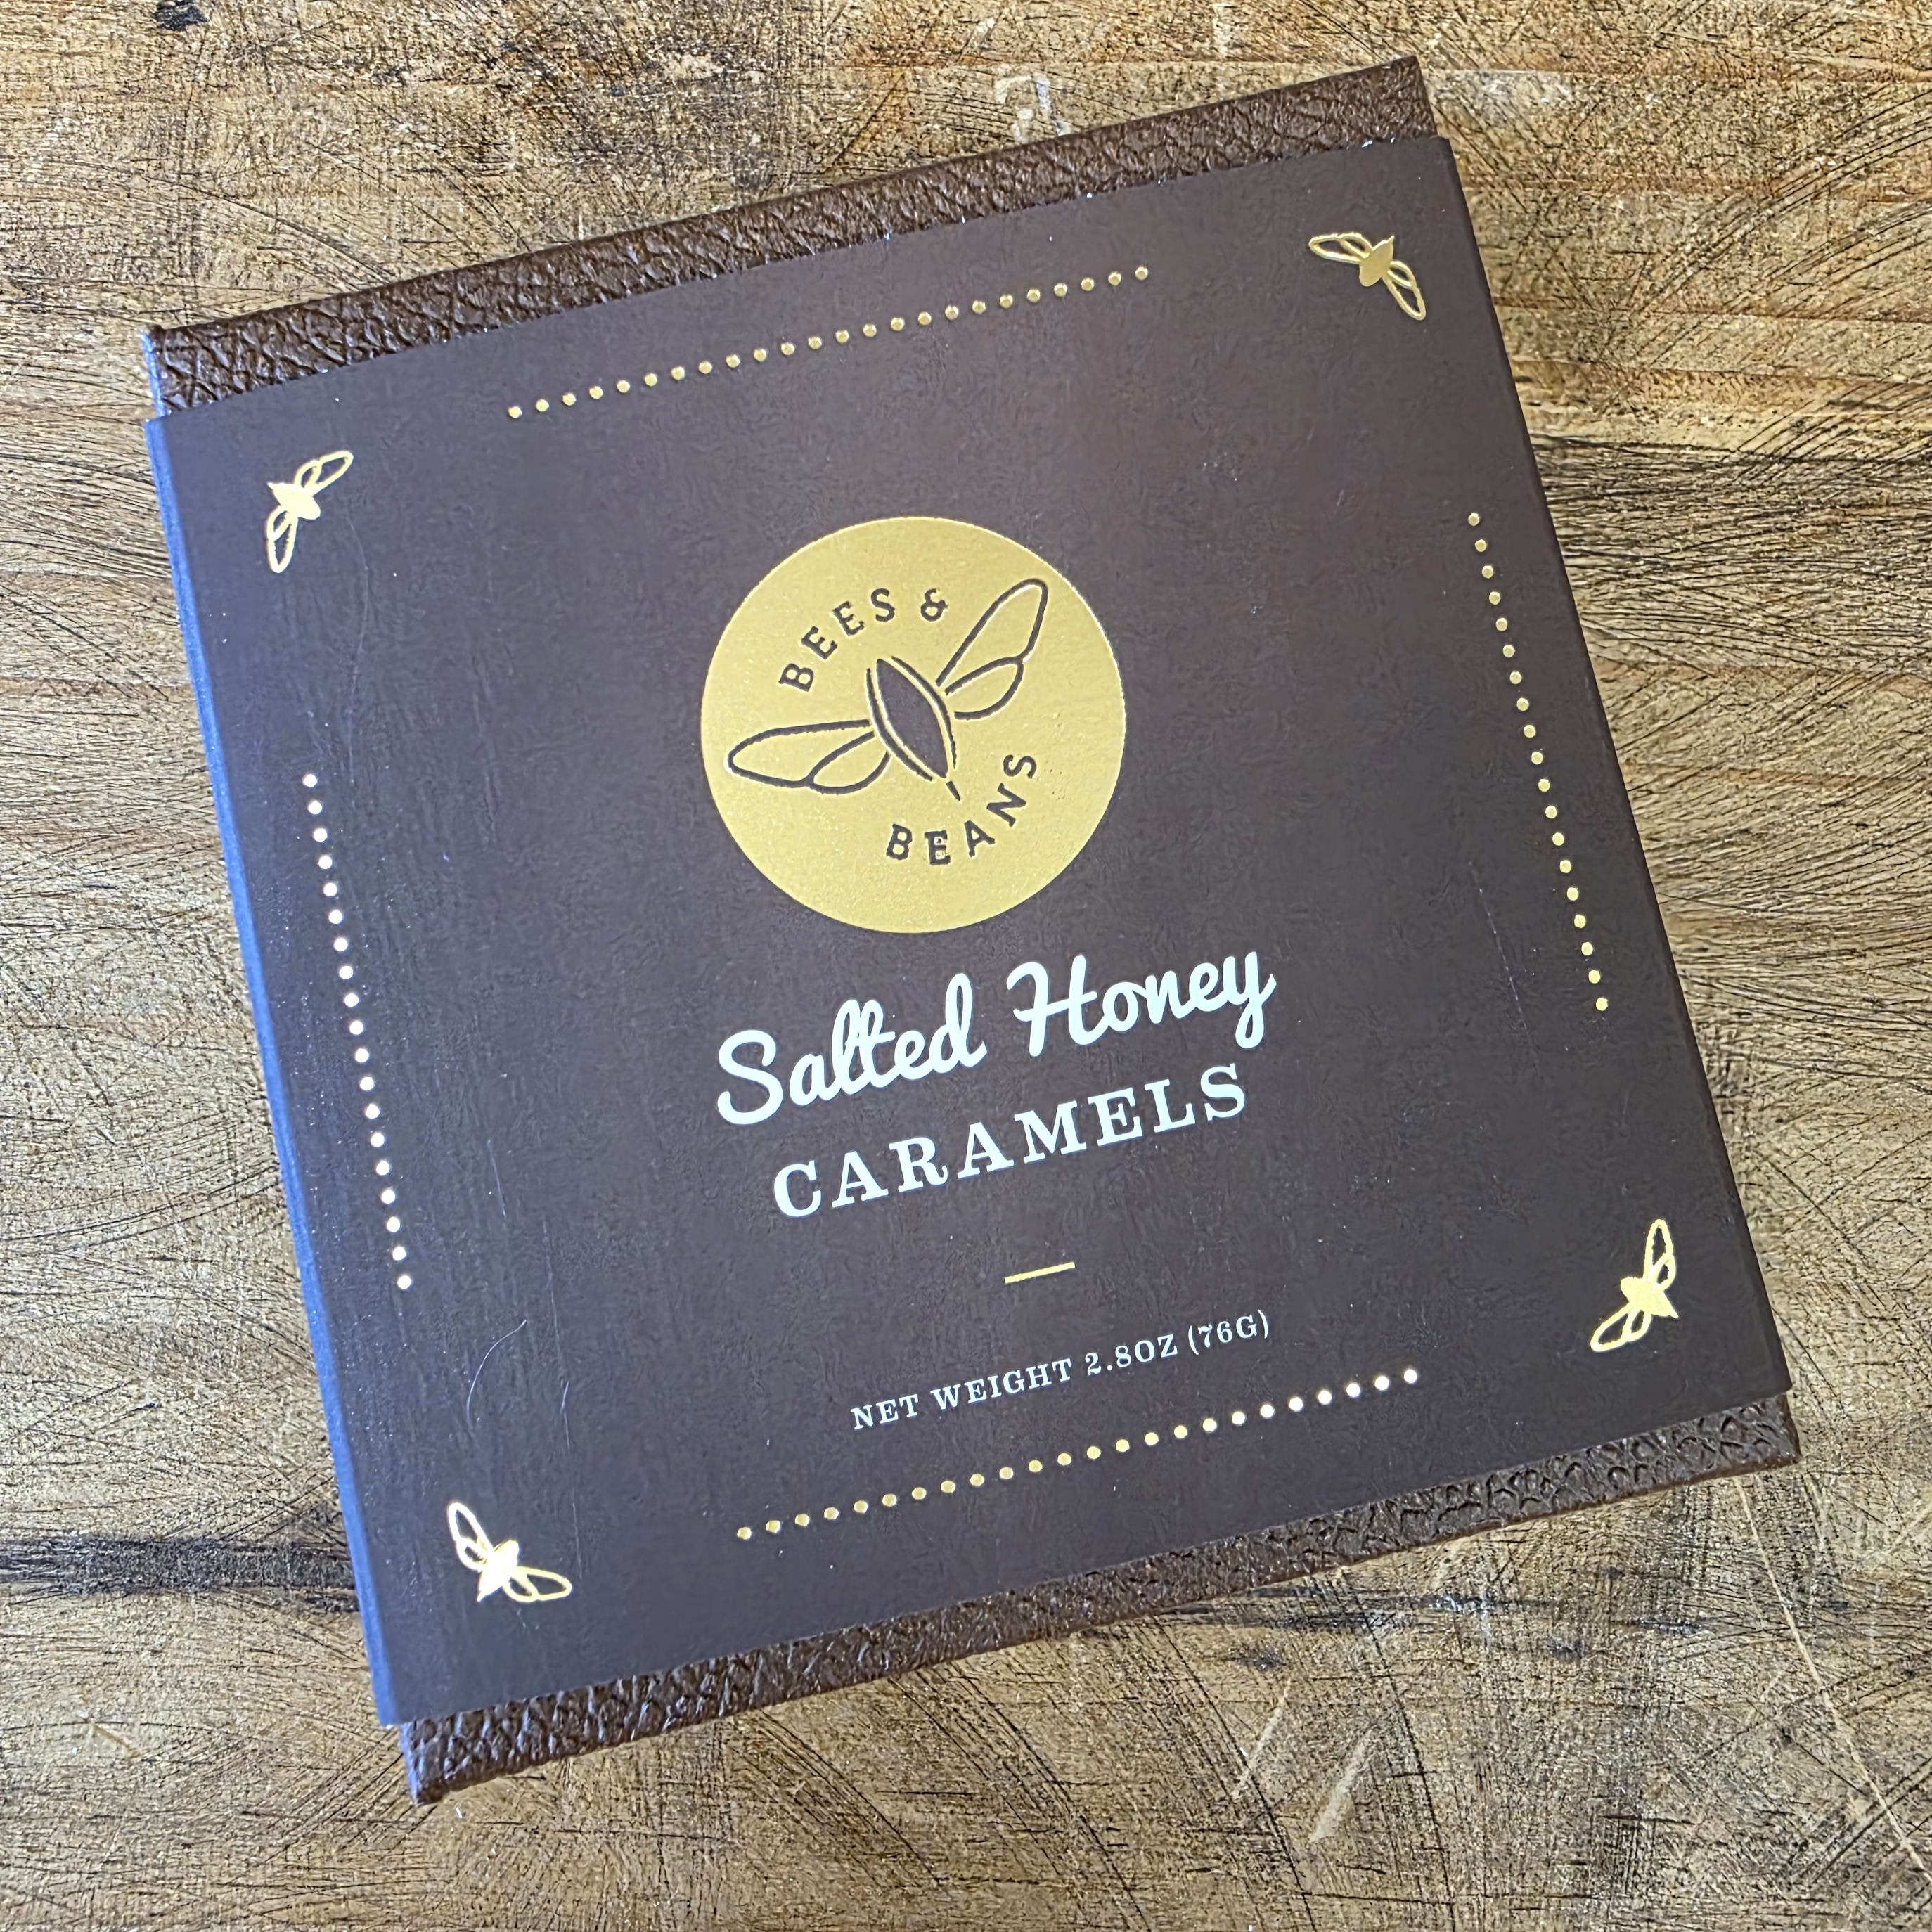 BEES &
BEANS
Salted Honey
CARAMELS
NET WEIGHT 2.8OZ (76G)